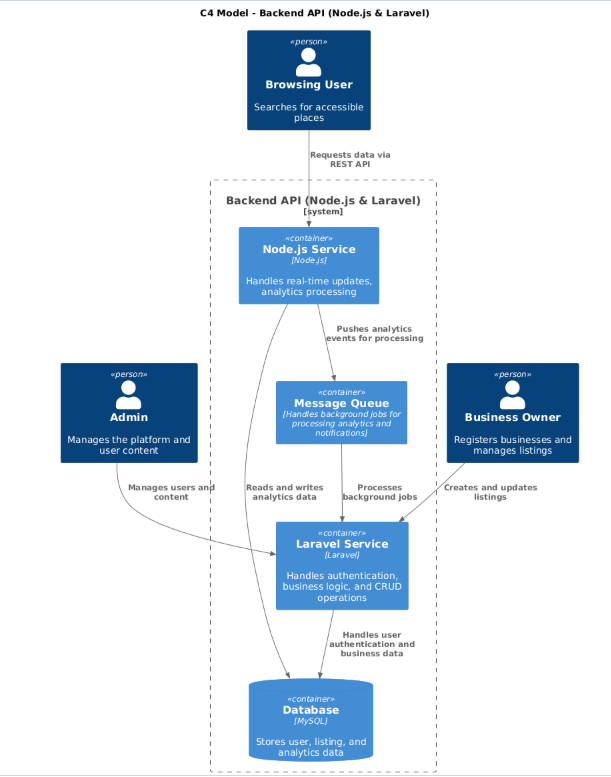 C4 Model - Backend API (Node.js & Laravel)
«person»
Browsing User
Searches for accessible
places
Requests data via
REST API
Backend API (Node.js & Laravel)
[system]
«container»
Node.js Service
[Node.js]
Handles real-time updates,
analytics processing
Pushes analytics
events for processing
«person»
Admin
Manages the platform and
user content
«container»
Message Queue
[Handles background jobs for
processing analytics and
notifications]
«person»
Business Owner
Registers businesses and
manages listings
Manages users and
content
Reads and writes
analytics data
Processes
background jobs
Creates and updates
listings
«container»
Laravel Service
[Laravel]
Handles authentication,
business logic, and CRUD
operations
Handles user
authentication and
business data
«container»
Database
[MySQL]
Stores user, listing, and
analytics data